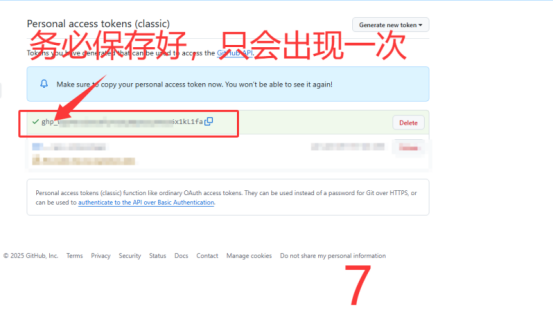 Personal access tokens (classic)
Generate new token
务必保存好，只会出现一次
Tokens you have generated that can be used to access the GitHub API.
Make sure to copy your personal access token now. You won't be able to see it again!
ghp_
Delete
Personal access tokens (classic) function like ordinary OAuth access tokens. They can be used instead of a password for Git over HTTPS, or
can be used to authenticate to the API over Basic Authentication.
© 2025 GitHub, Inc. Terms Privacy Security Status Docs Contact Manage cookies Do not share my personal information
7